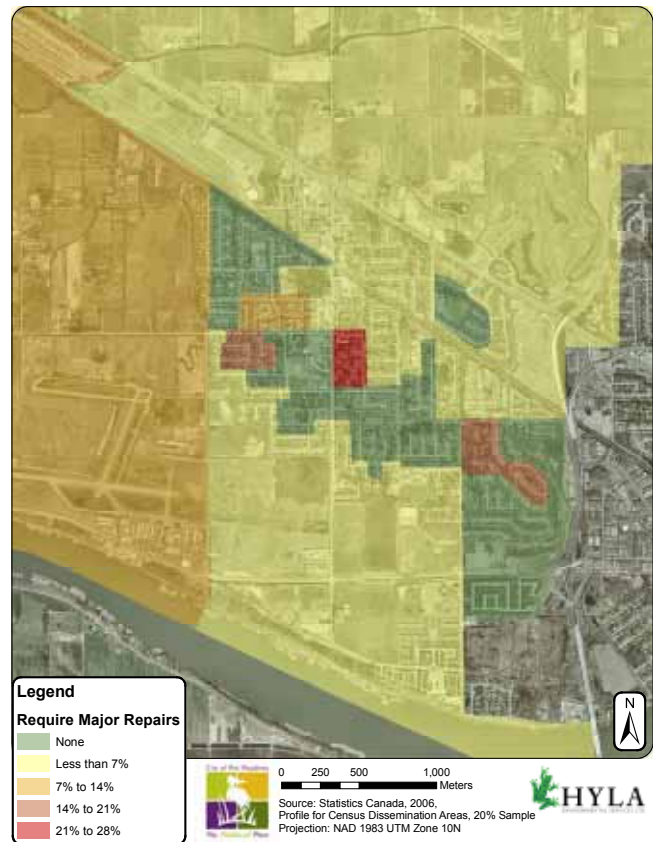 Legend
Require Major Repairs
None
Less than 7%
7% to 14%
14% to 21%
21% to 28%
N
0 250 500 1,000
Meters
Source: Statistics Canada, 2006,
Profile for Census Dissemination Areas, 20% Sample
Projection: NAD 1983 UTM Zone 10N
HYLA